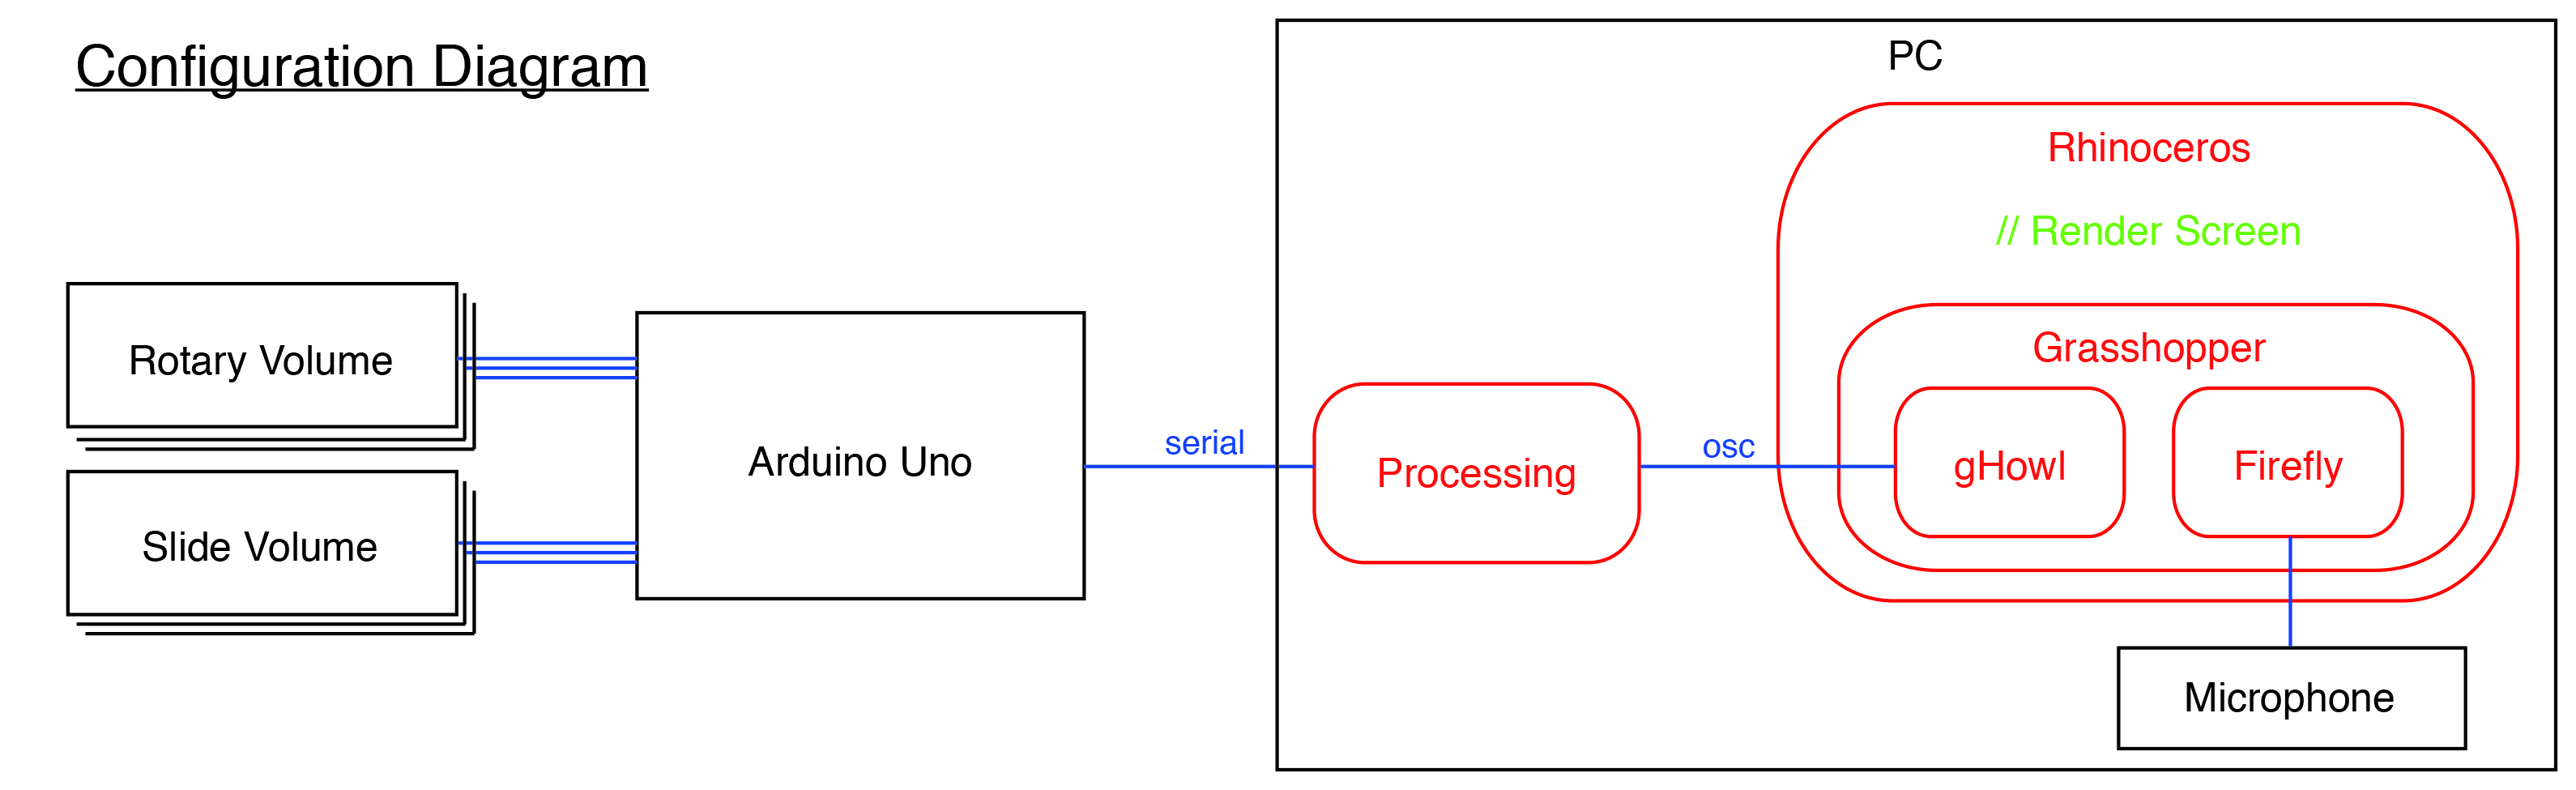 Configuration Diagram
PC
Rhinoceros
// Render Screen
Grasshopper
Rotary Volume
Slide Volume
Arduino Uno
serial
Processing
osc
gHowl
Firefly
Microphone